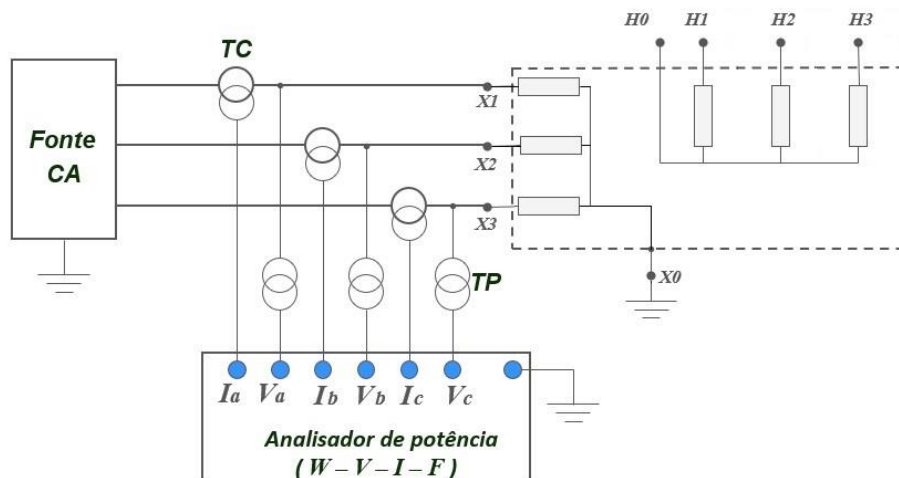 H0 H1 H2 H3
TC
X1
Fonte
CA
X2
X3
TP
X0
Ia Va Ib Vb Ic Vc
Analisador de potência
( W – V – I – F )